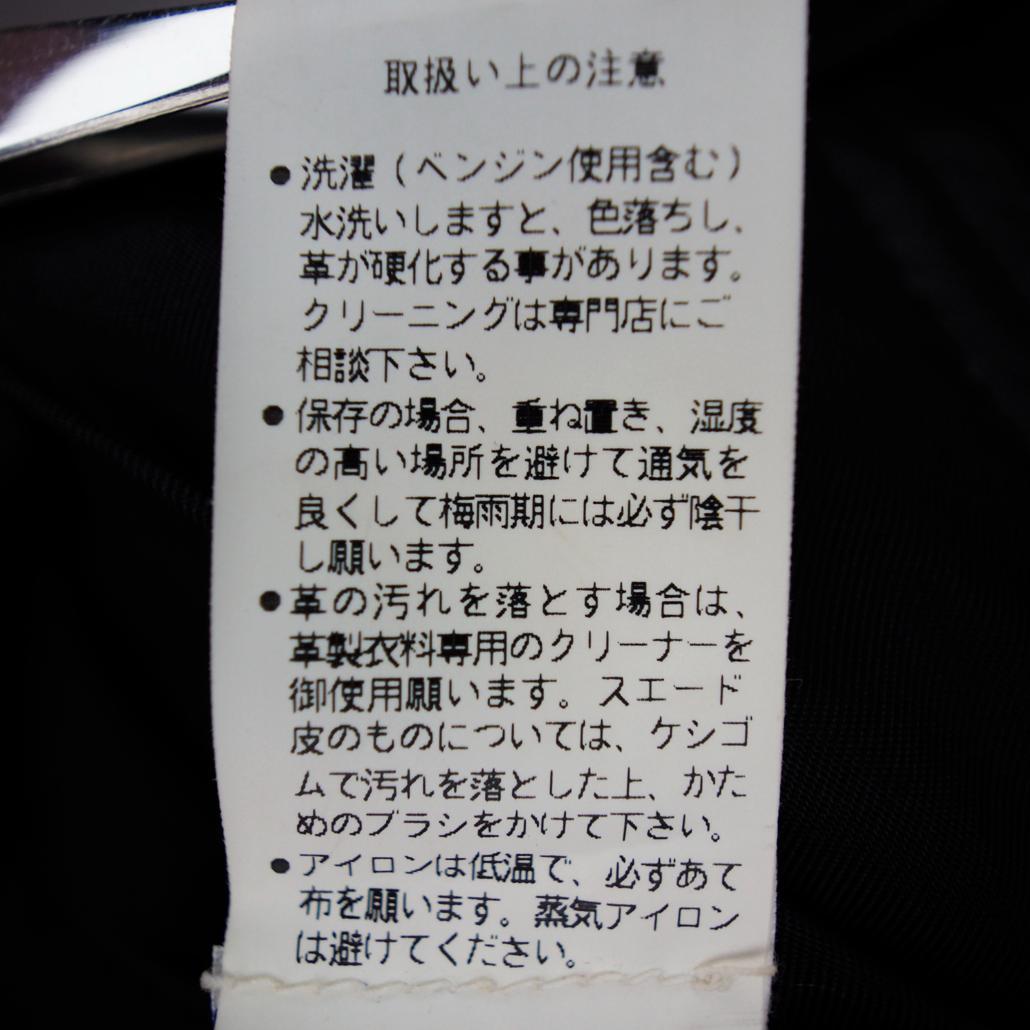 取扱い上の注意
●洗濯（ベンジン使用含む）
水洗いしますと、色落ちし、
革が硬化する事があります。
クリーニングは専門店にご
相談下さい。
●保存の場合、重ね置き、湿度
の高い場所を避けて通気を
良くして梅雨期には必ず陰干
し願います。
●革の汚れを落とす場合は、
革製衣料専用のクリーナーを
御使用願います。スエード
皮のものについては、ケシゴ
ムで汚れを落とした上、かた
めのブラシをかけて下さい。
●アイロンは低温で、必ずあて
布を願います。蒸気アイロン
は避けてください。